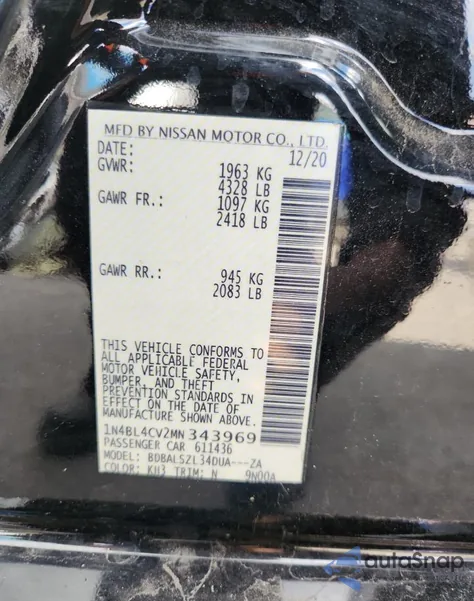 MFD BY NISSAN MOTOR CO., LTD.
DATE: 12/20
GVWR: 1963 KG
4328 LB
GAWR FR.: 1097 KG
2418 LB
GAWR RR.: 945 KG
2083 LB
THIS VEHICLE CONFORMS TO
ALL APPLICABLE FEDERAL
MOTOR VEHICLE SAFETY,
BUMPER, AND THEFT
PREVENTION STANDARDS IN
EFFECT ON THE DATE OF
MANUFACTURE SHOWN ABOVE.
1N4BL4CV2MN343969
PASSENGER CAR 611436
MODEL: BDBALSZL34DUA---ZA
COLOR: KH3 TRIM: N 9N00A
autoSnap